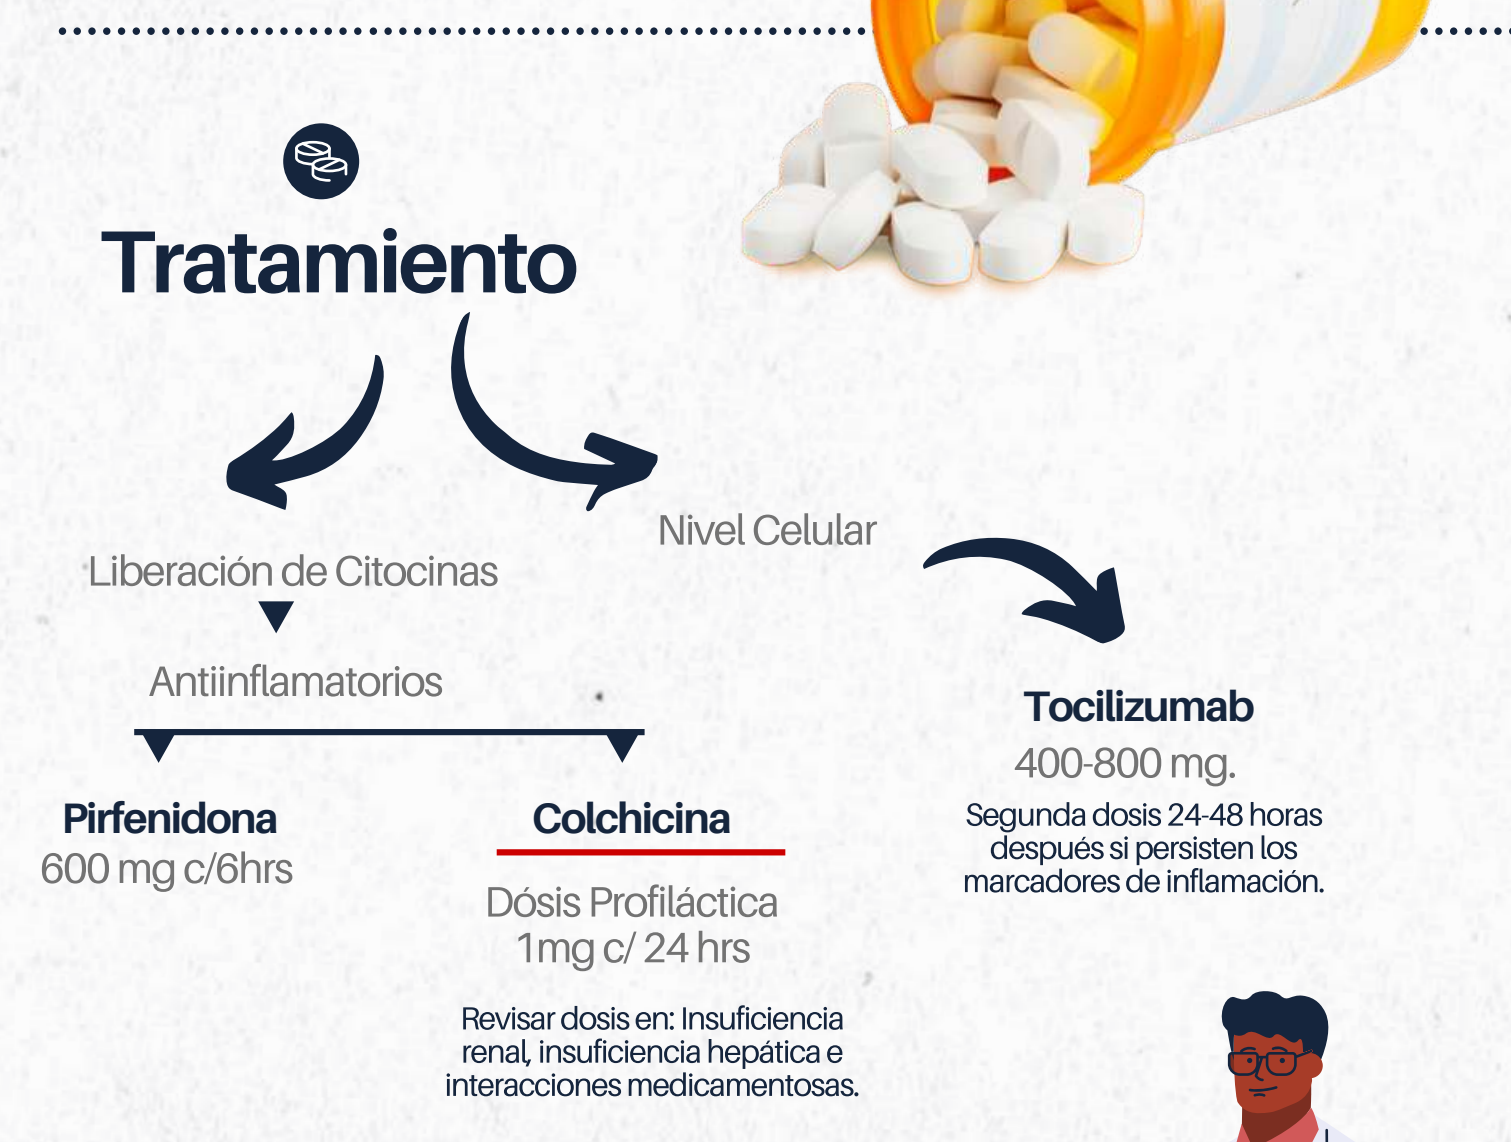 Tratamiento
Liberación de Citocinas
Antiinflamatorios
Pirfenidona
600 mg c/6hrs
Colchicina
Dósis Profiláctica
1mg c/ 24 hrs
Revisar dosis en: Insuficiencia
renal, insuficiencia hepática e
interacciones medicamentosas.
Nivel Celular
Tocilizumab
400-800 mg.
Segunda dosis 24-48 horas
después si persisten los
marcadores de inflamación.